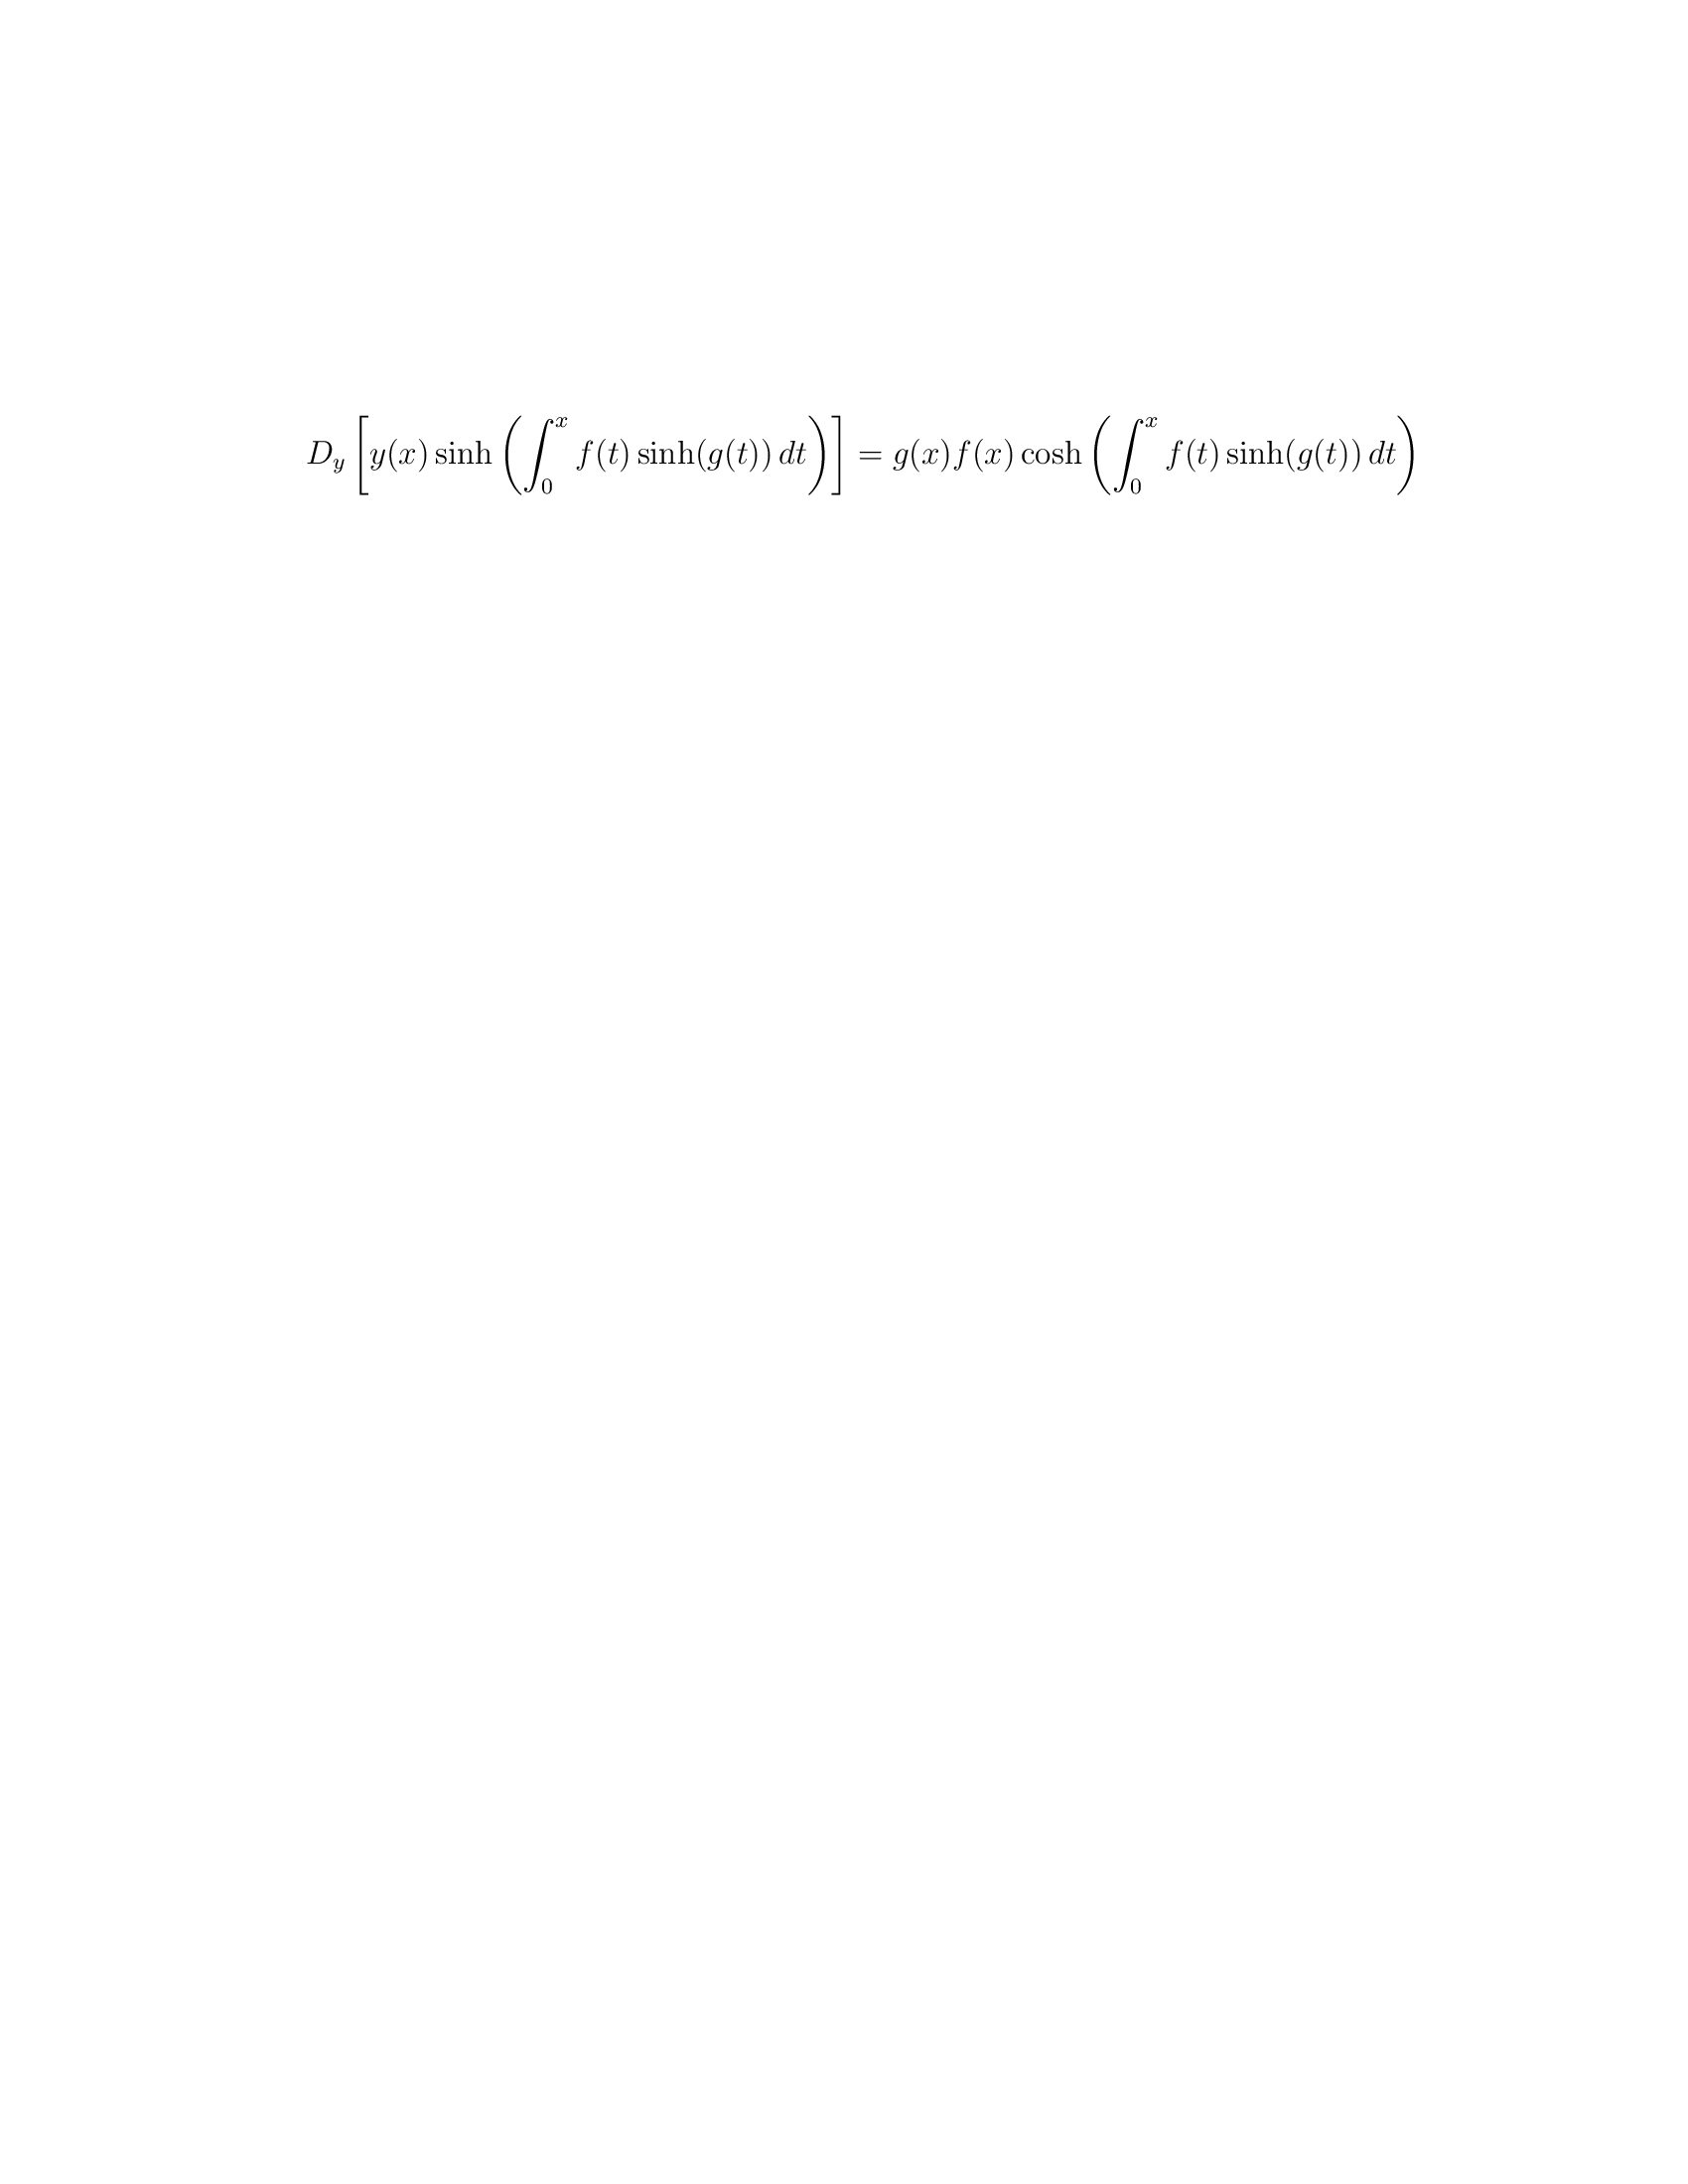 $D_y \left[ y(x) \sinh \left( \int_0^x f(t) \sinh(g(t)) \, dt \right) \right] = g(x) f(x) \cosh \left( \int_0^x f(t) \sinh(g(t)) \, dt \right)$